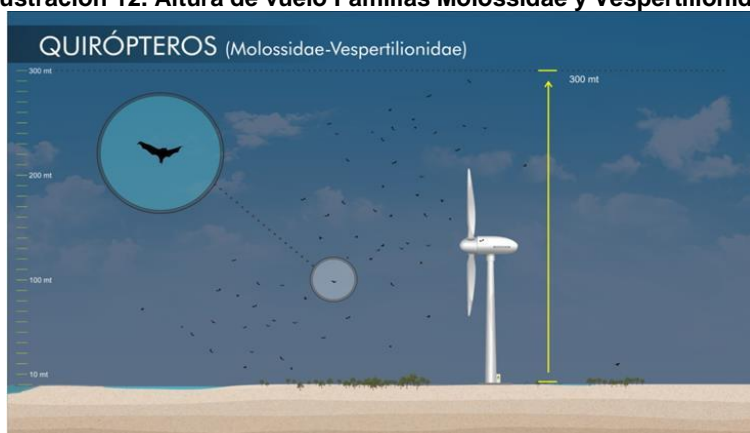 ustración 12. Altura de vuelo Familias Molossidae y Vespertilionid
QUIRÓPTEROS (Molossidae-Vespertilionidae)
300 mt
300 mt
200 mt
100 mt
10 mt